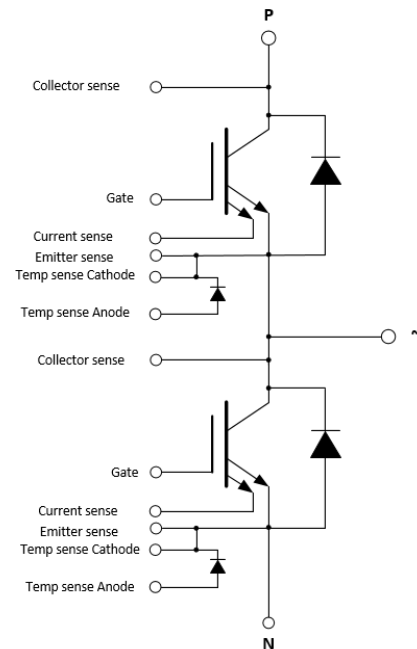 P
Collector sense
Gate
Current sense
Emitter sense
Temp sense Cathode
Temp sense Anode
~
Collector sense
Gate
Current sense
Emitter sense
Temp sense Cathode
Temp sense Anode
N